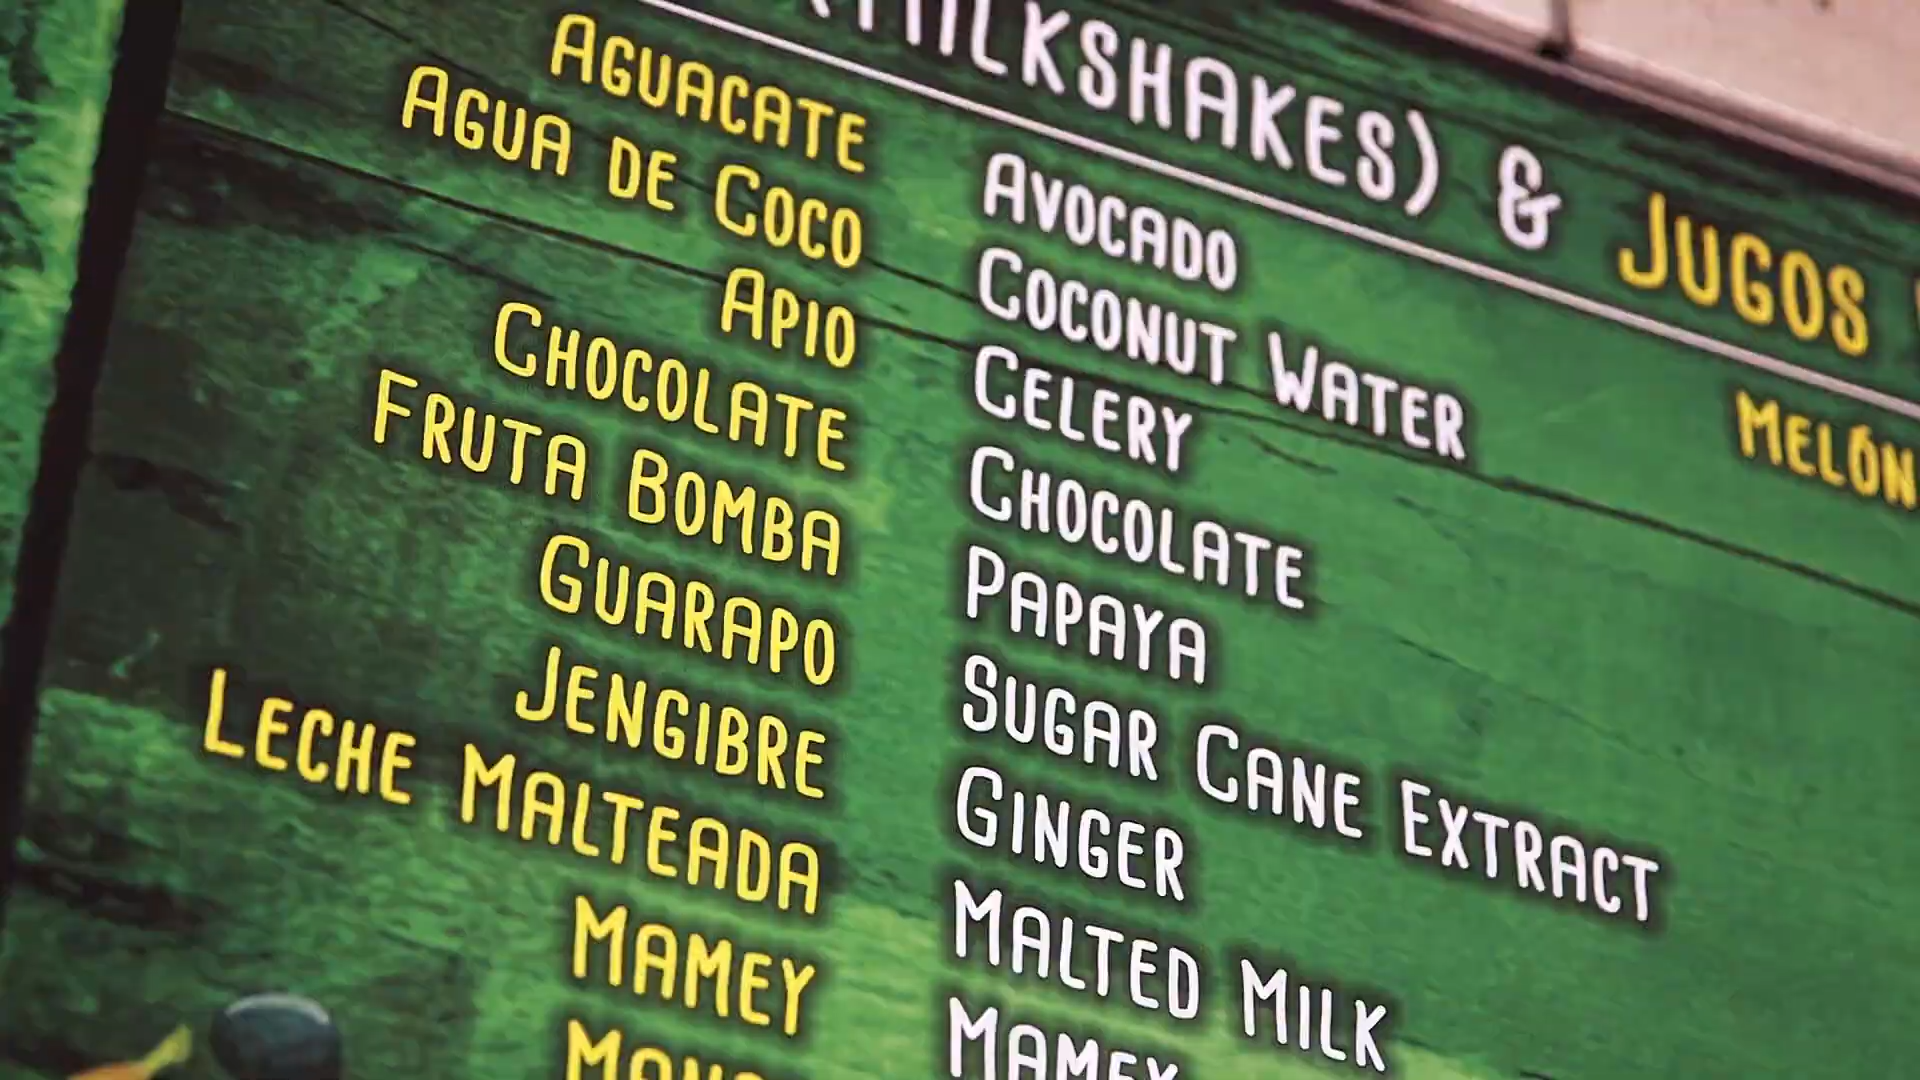 MILKSHAKES) & JUGOS
AGUACATE AVOCADO
AGUA DE COCO COCONUT WATER
APIO CELERY
CHOCOLATE CHOCOLATE
FRUTA BOMBA PAPAYA
GUARAPO SUGAR CANE EXTRACT
JENGIBRE GINGER
LECHE MALTEADA MALTED MILK
MAMEY MAMEY
MELÓN